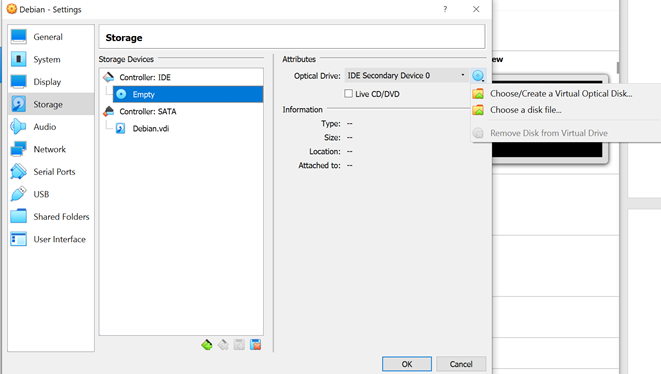 Debian - Settings
?
General
System
Display
Storage
Audio
Network
Serial Ports
USB
Shared Folders
User Interface
Storage
Storage Devices
Controller: IDE
Empty
Controller: SATA
Debian.vdi
Attributes
Optical Drive: IDE Secondary Device 0
Live CD/DVD
Information
Type: --
Size: --
Location: --
Attached to: --
ew
Choose/Create a Virtual Optical Disk...
Choose a disk file...
Remove Disk from Virtual Drive
OK
Cancel